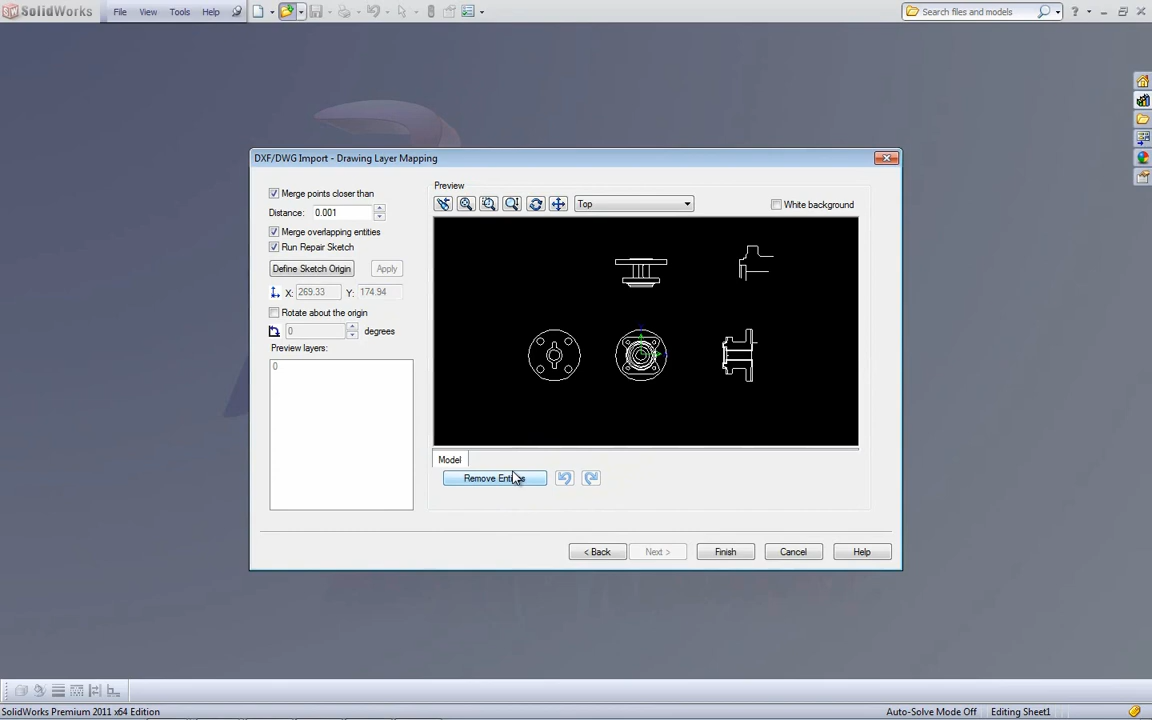 SolidWorks File View Tools Help Search files and models ?
DXF/DWG Import - Drawing Layer Mapping
Merge points closer than
Distance: 0.001
Merge overlapping entities
Run Repair Sketch
Define Sketch Origin Apply
X: 269.33 Y: 174.94
Rotate about the origin
0 degrees
Preview layers:
0
Preview
Top White background
Model
Remove Entities
< Back Next > Finish Cancel Help
SolidWorks Premium 2011 x64 Edition Auto-Solve Mode Off Editing Sheet1